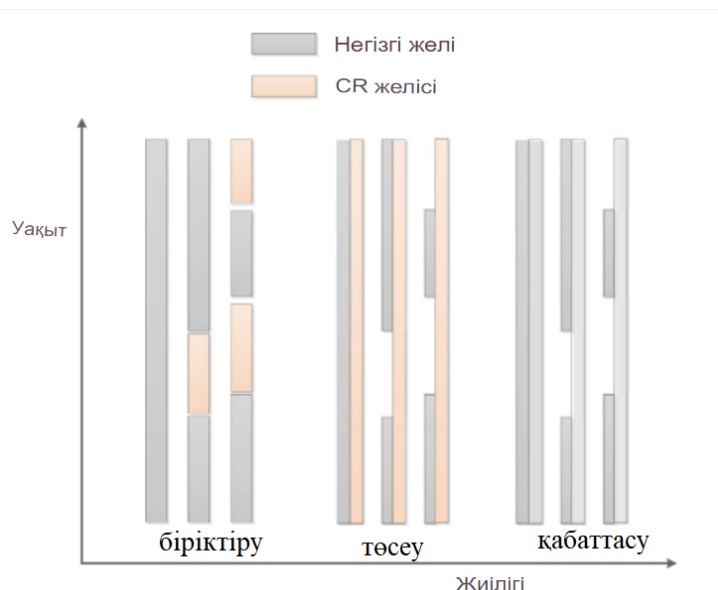 Негізгі желі
CR желісі
Уақыт
біріктіру
төсеу
қабаттасу
Жиілігі